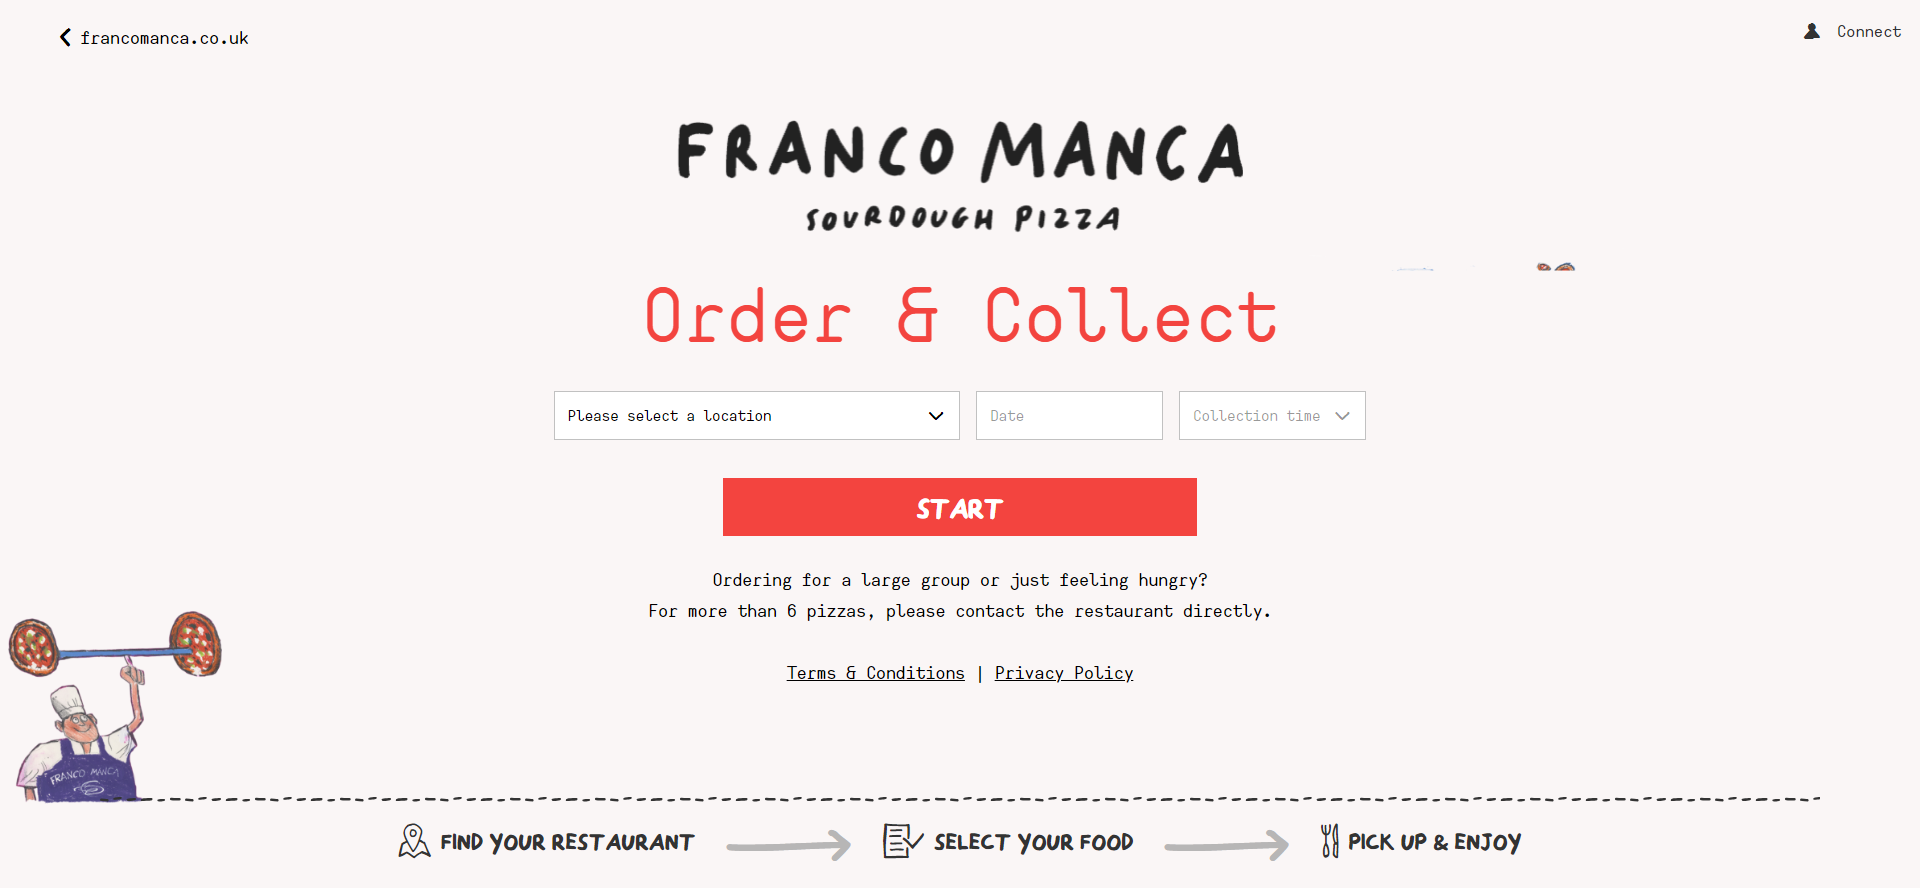 francomanca.co.uk
Connect
FRANCO MANCA
SOURDOUGH PIZZA
Order & Collect
Please select a location
Date
Collection time
START
Ordering for a large group or just feeling hungry?
For more than 6 pizzas, please contact the restaurant directly.
Terms & Conditions | Privacy Policy
FRANCO MANCA
FIND YOUR RESTAURANT
SELECT YOUR FOOD
PICK UP & ENJOY